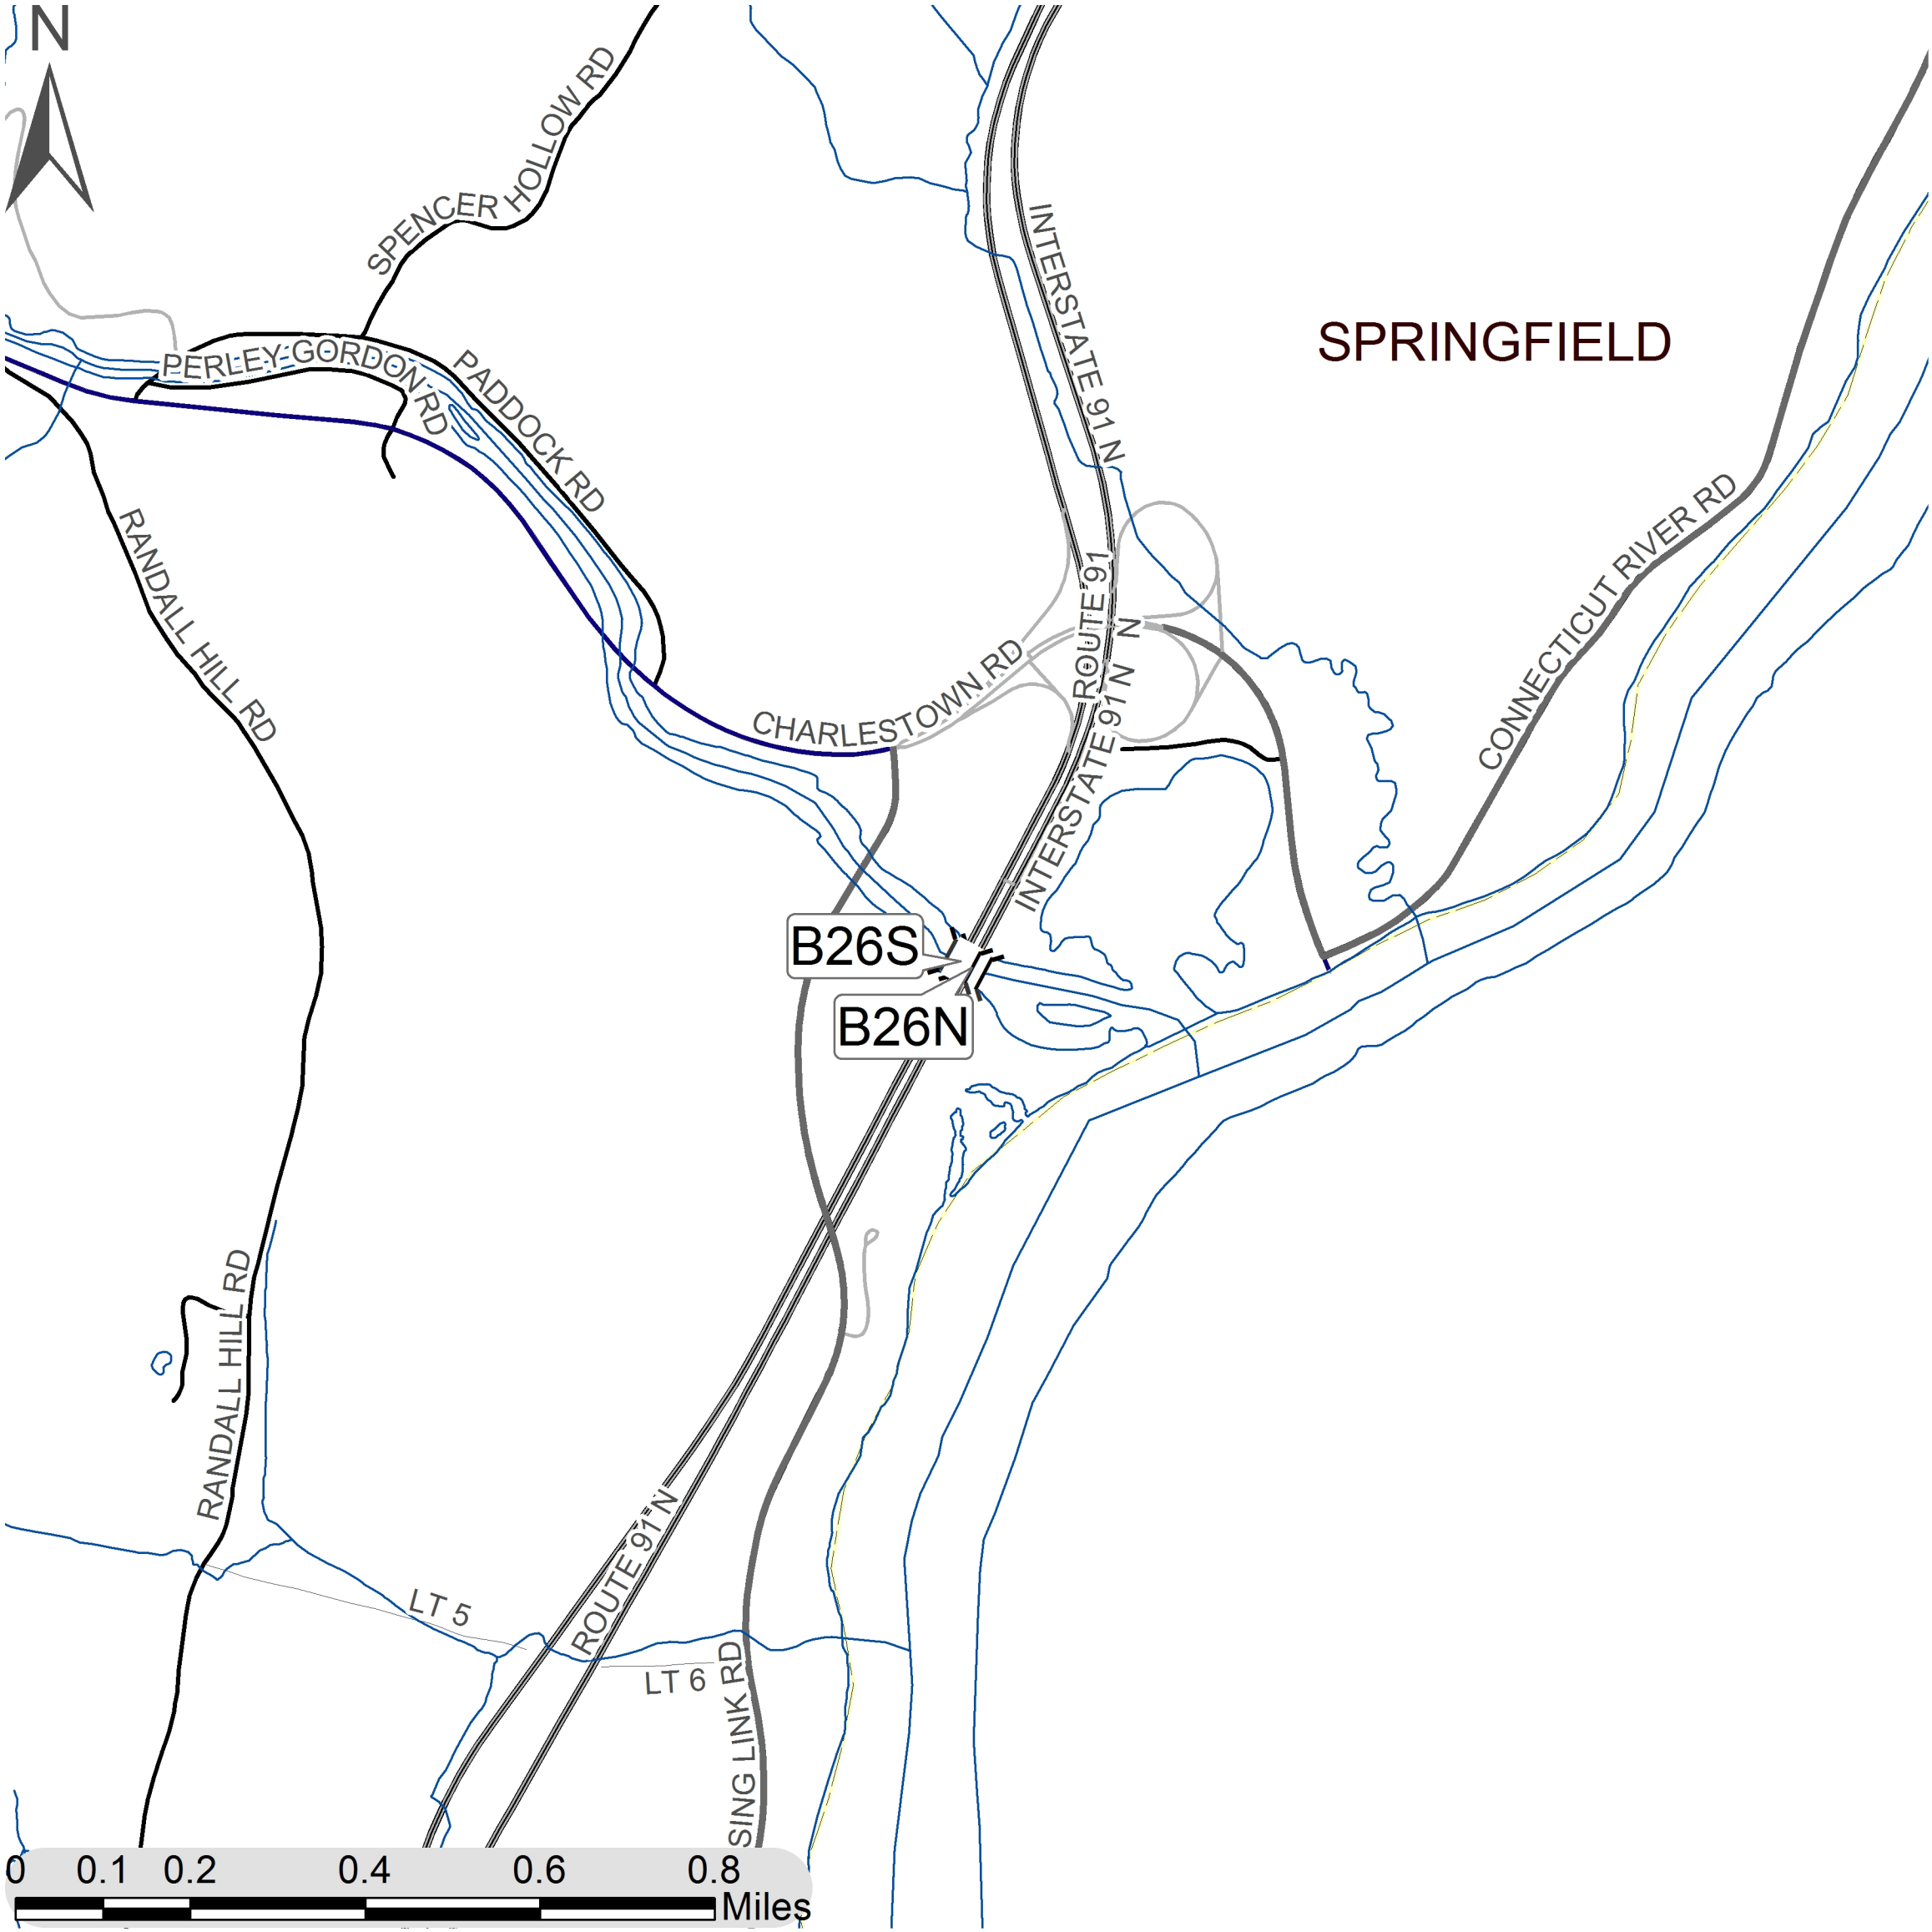 N
SPENCER HOLLOW RD
INTERSTATE 91 N
SPRINGFIELD
PERLEY GORDON RD
PADDOCK RD
RANDALL HILL RD
CONNECTICUT RIVER RD
ROUTE 91
N
CHARLESTOWN RD
INTERSTATE 91 N
B26S
B26N
RANDALL HILL RD
ROUTE 91 N
LT 5
LT 6
SING LINK RD
0 0.1 0.2 0.4 0.6 0.8
Miles